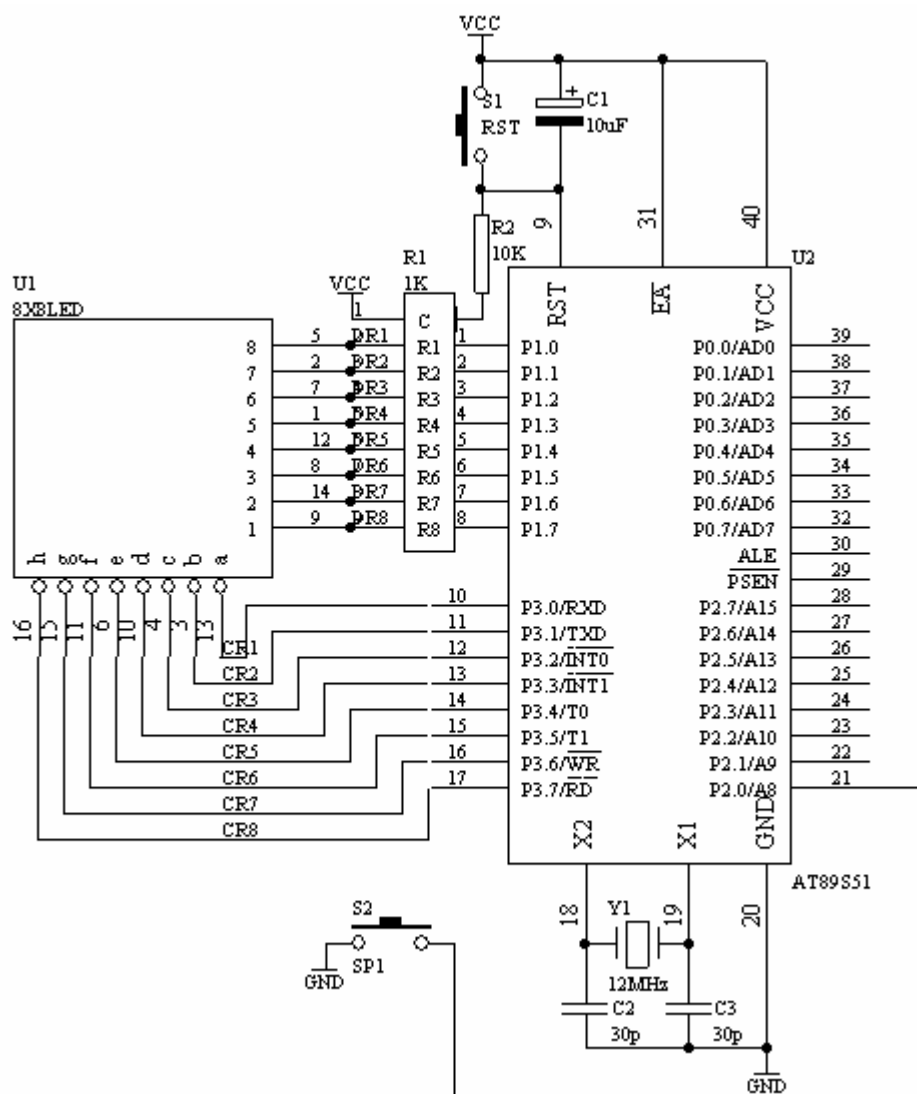 VCC
S1
RST
+
C1
10uF
R2
10K
9
31
40
U2
R1
1K
VCC
U1
8X8LED
1
C
RST
EA
VCC
8 5 DR1 R1 1 P1.0 P0.0/AD0 39
7 2 DR2 R2 2 P1.1 P0.1/AD1 38
6 7 DR3 R3 3 P1.2 P0.2/AD2 37
5 1 DR4 R4 4 P1.3 P0.3/AD3 36
4 12 DR5 R5 5 P1.4 P0.4/AD4 35
3 8 DR6 R6 6 P1.5 P0.5/AD5 34
2 14 DR7 R7 7 P1.6 P0.6/AD6 33
1 9 DR8 R8 8 P1.7 P0.7/AD7 32
ALE 30
PSEN 29
h g f e d c b a
16 15 11 6 10 4 3 13
10 P3.0/RXD P2.7/A15 28
11 P3.1/TXD P2.6/A14 27
CR1 12 P3.2/INT0 P2.5/A13 26
CR2 13 P3.3/INT1 P2.4/A12 25
CR3 14 P3.4/T0 P2.3/A11 24
CR4 15 P3.5/T1 P2.2/A10 23
CR5 16 P3.6/WR P2.1/A9 22
CR6 17 P3.7/RD P2.0/A8 21
CR7
CR8
X2
X1
GND
AT89S51
18
19
20
S2
SP1
GND
Y1
12MHz
C2
30p
C3
30p
GND